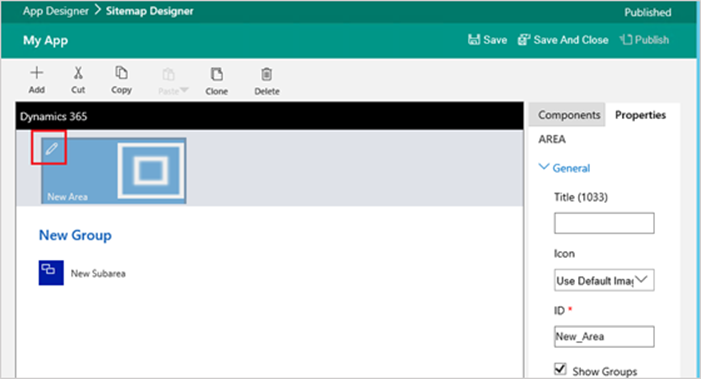 App Designer > Sitemap Designer
Published
My App
Save
Save And Close
Publish
Add
Cut
Copy
Paste
Clone
Delete
Dynamics 365
New Area
New Group
New Subarea
Components
Properties
AREA
General
Title (1033)
Icon
Use Default Imag
ID *
New_Area
Show Groups